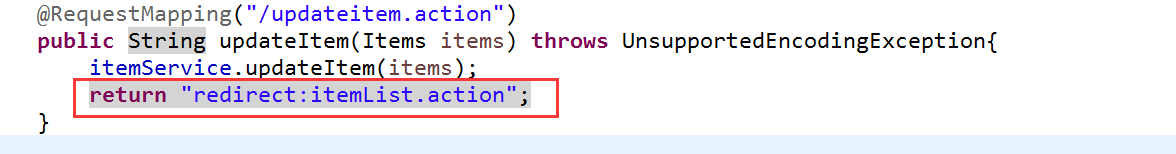 @RequestMapping("/updateitem.action")
public String updateItem(Items items) throws UnsupportedEncodingException{
itemService.updateItem(items);
return "redirect:itemList.action";
}